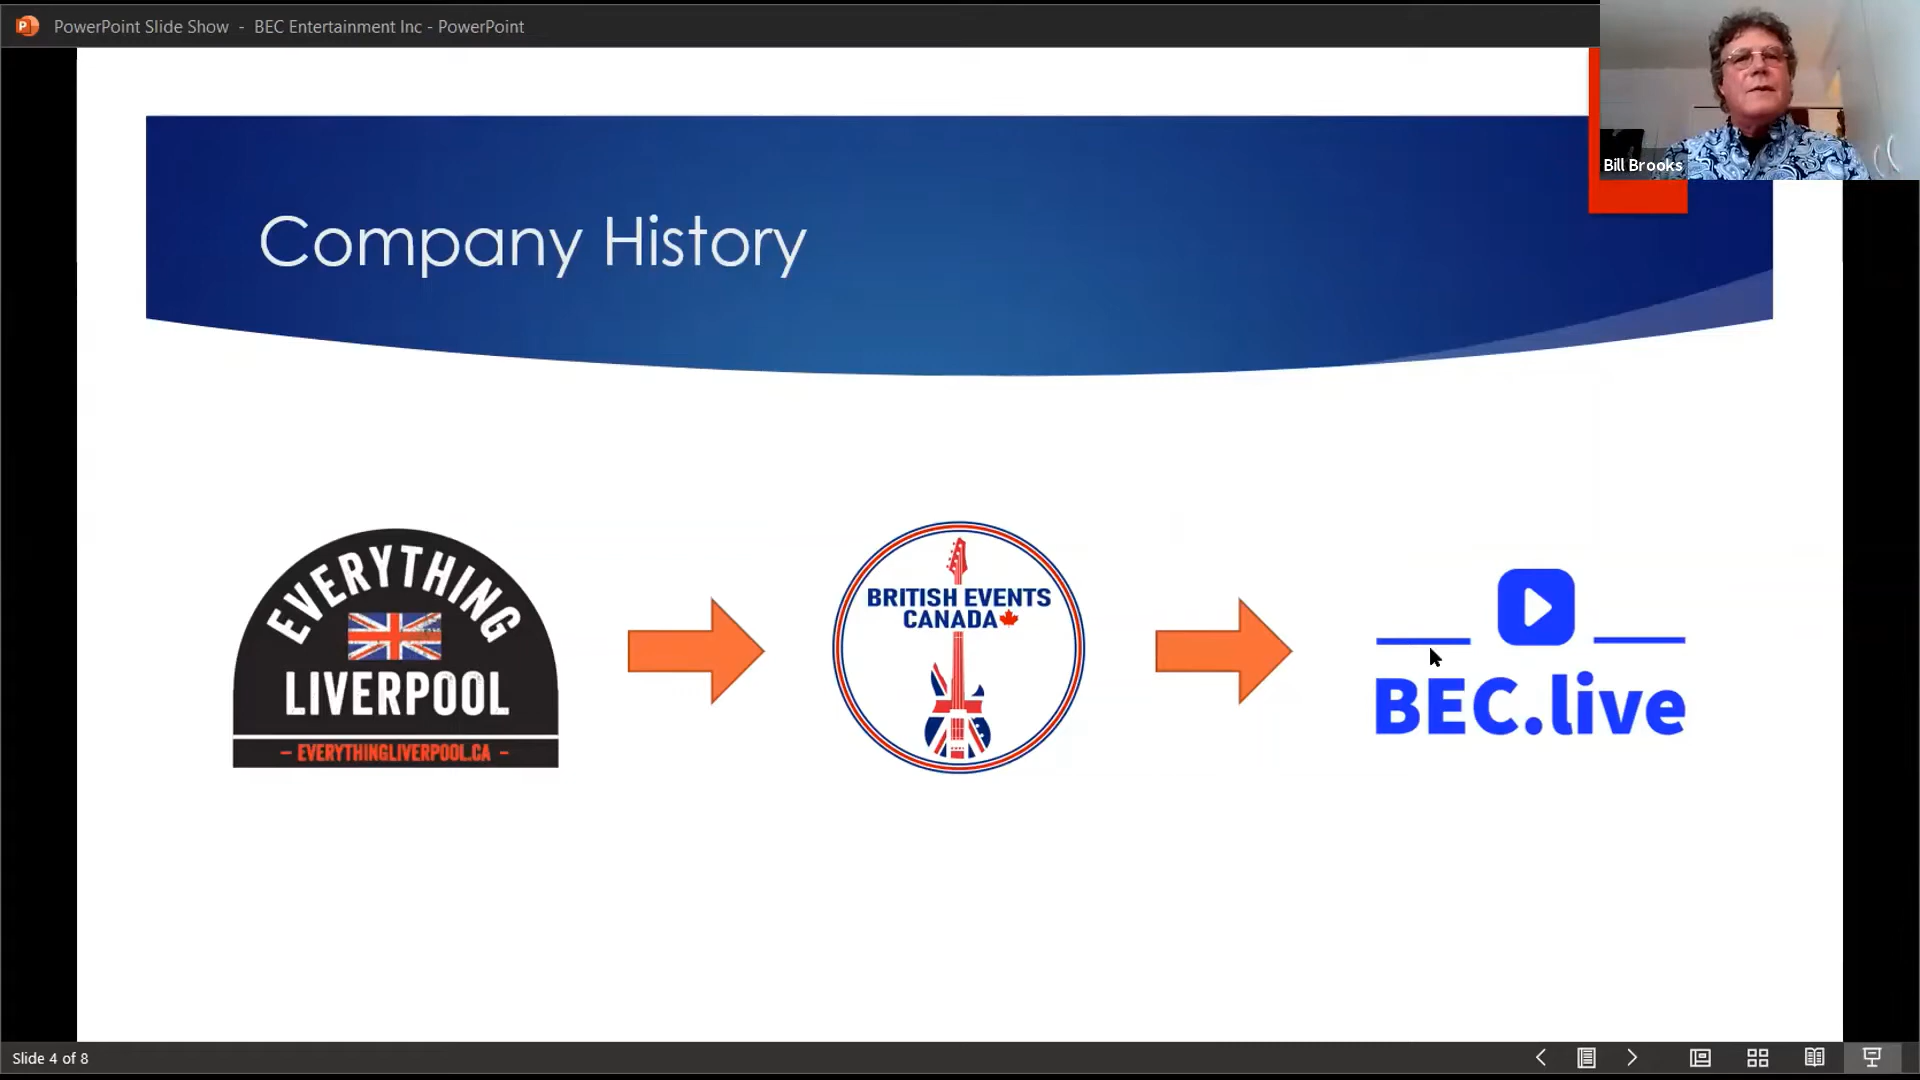 PowerPoint Slide Show - BEC Entertainment Inc - PowerPoint
Bill Brooks
Company History
EVERYTHING
LIVERPOOL
– EVERYTHINGLIVERPOOL.CA –
BRITISH EVENTS
CANADA
BEC.live
Slide 4 of 8